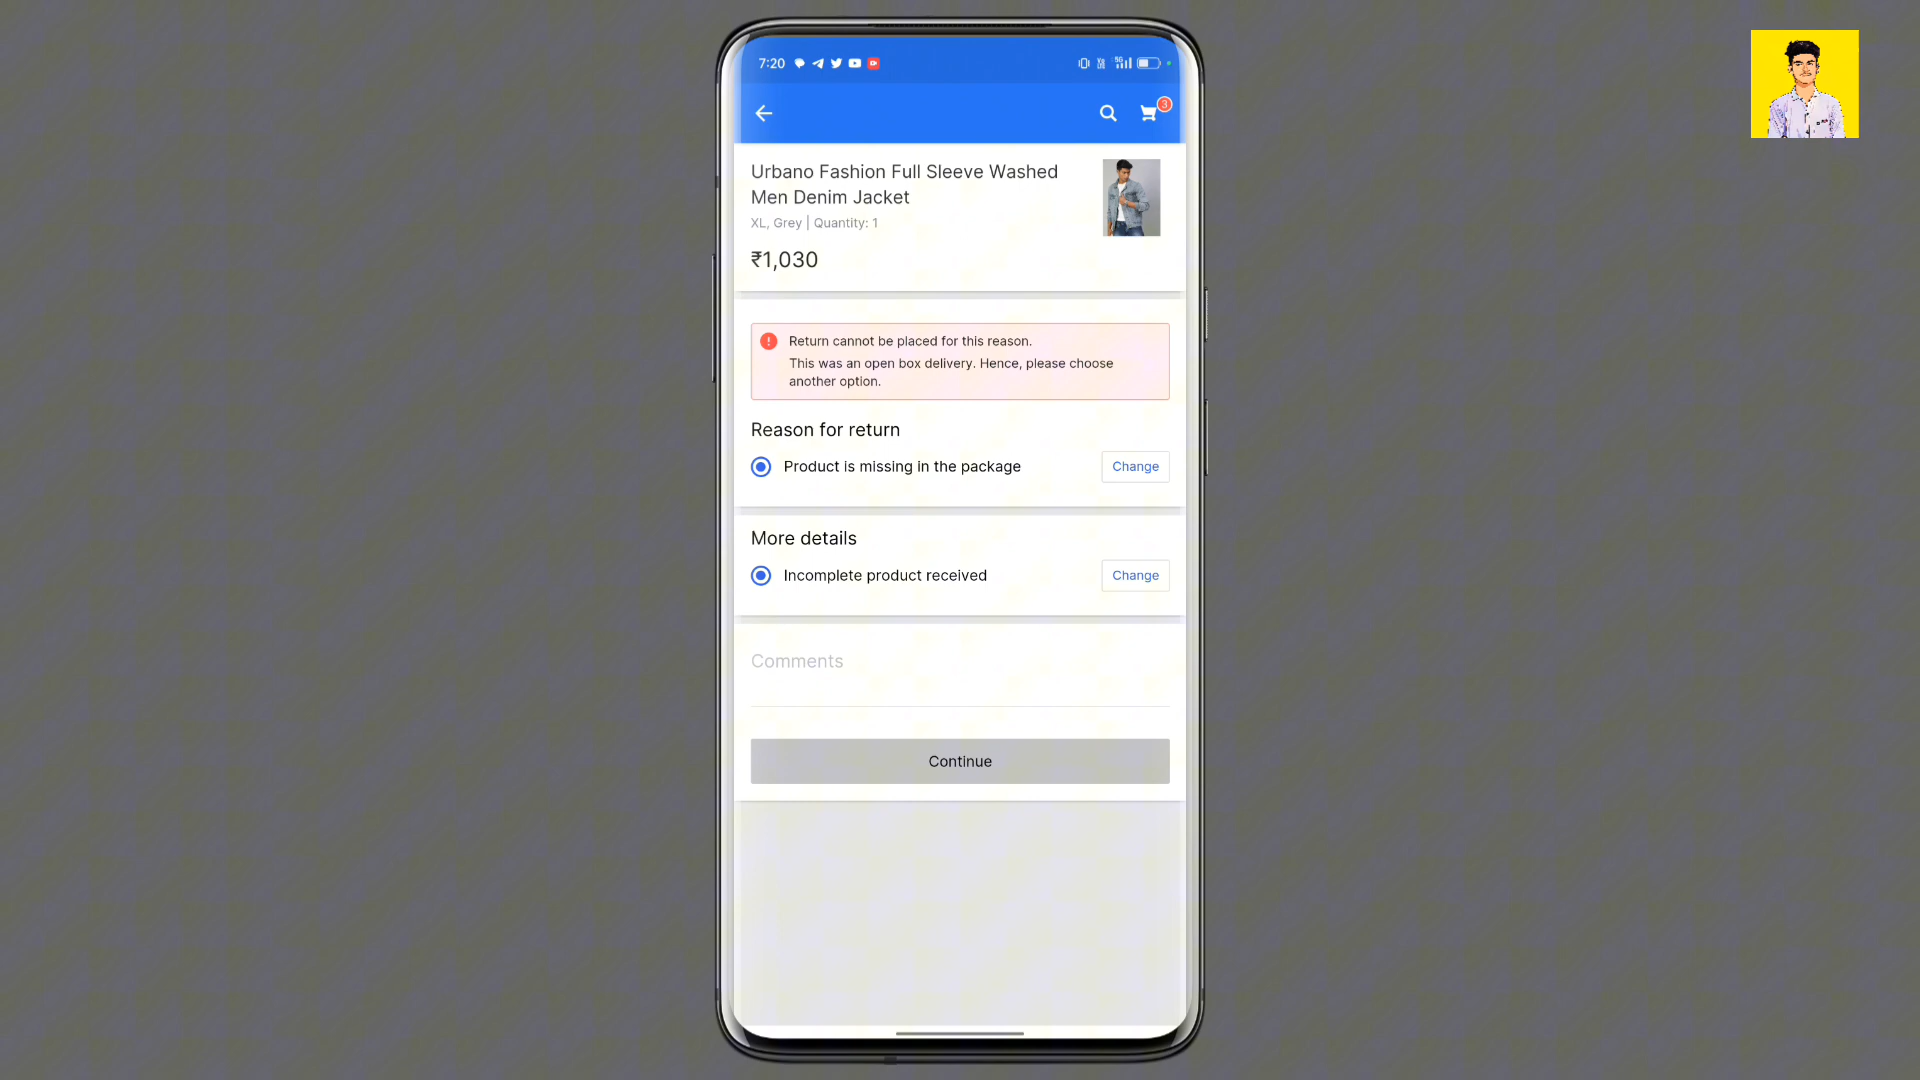 7:20
3
Urbano Fashion Full Sleeve Washed
Men Denim Jacket
XL, Grey | Quantity: 1
₹1,030
Return cannot be placed for this reason.
This was an open box delivery. Hence, please choose
another option.
Reason for return
Product is missing in the package
Change
More details
Incomplete product received
Change
Comments
Continue